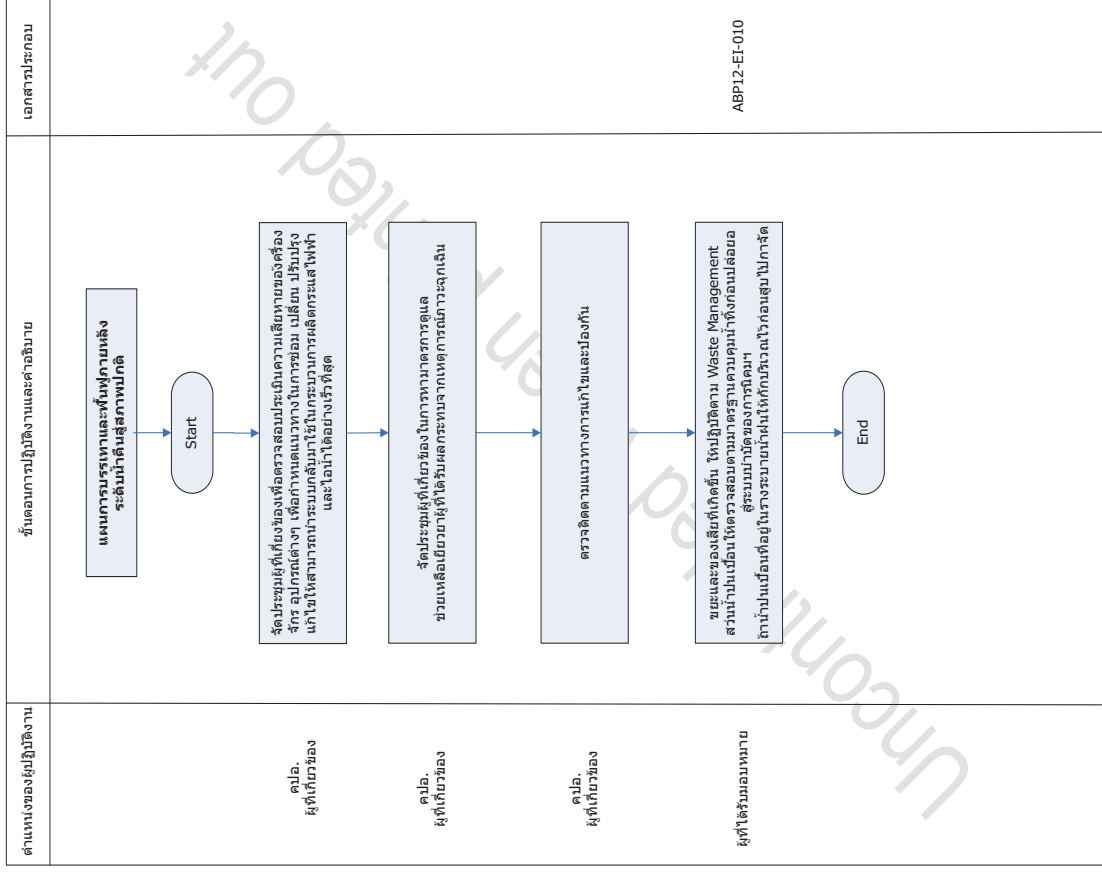 ตำแหน่งของผู้ปฏิบัติงาน
ขั้นตอนการปฏิบัติงานและคำอธิบาย
เอกสารประกอบ
แผนการบรรเทาและฟื้นฟูภายหลัง
ระดับน้ำคืนสู่สภาพปกติ
Start
คปอ.
ผู้ที่เกี่ยวข้อง
จัดประชุมผู้ที่เกี่ยงข้องเพื่อตรวจสอบประเมินความเสียหายของเครื่อง
จักร อุปกรณ์ต่างๆ เพื่อกำหนดแนวทางในการซ่อม เปลี่ยน ปรับปรุง
แก้ไขให้สามารถนำระบบกลับมาใช้ในกระบวนการผลิตกระแสไฟฟ้า
และไอน้ำได้อย่างเร็วที่สุด
คปอ.
ผู้ที่เกี่ยวข้อง
จัดประชุมผู้ที่เกี่ยวข้องในการหามาตรการดูแล
ช่วยเหลือเยียวยาผู้ที่ได้รับผลกระทบจากเหตุการณ์ภาวะฉุกเฉิน
คปอ.
ผู้ที่เกี่ยวข้อง
ตรวจติดตามแนวทางการแก้ไขและป้องกัน
ผู้ที่ได้รับมอบหมาย
ขยะและของเสียที่เกิดขึ้น ให้ปฏิบัติตาม Waste Management
ส่วนน้ำปนเปื้อนให้ตรวจสอบตามมาตรฐานควบคุมน้ำทิ้งก่อนปล่อยอ
สู่ระบบบำบัดของการนิคมฯ
ถ้าน้ำปนเปื้อนที่อยู่ในรางระบายน้ำฝนให้กักบริเวณไว้ก่อนสูบไปกาจัด
ABP12-EI-010
End